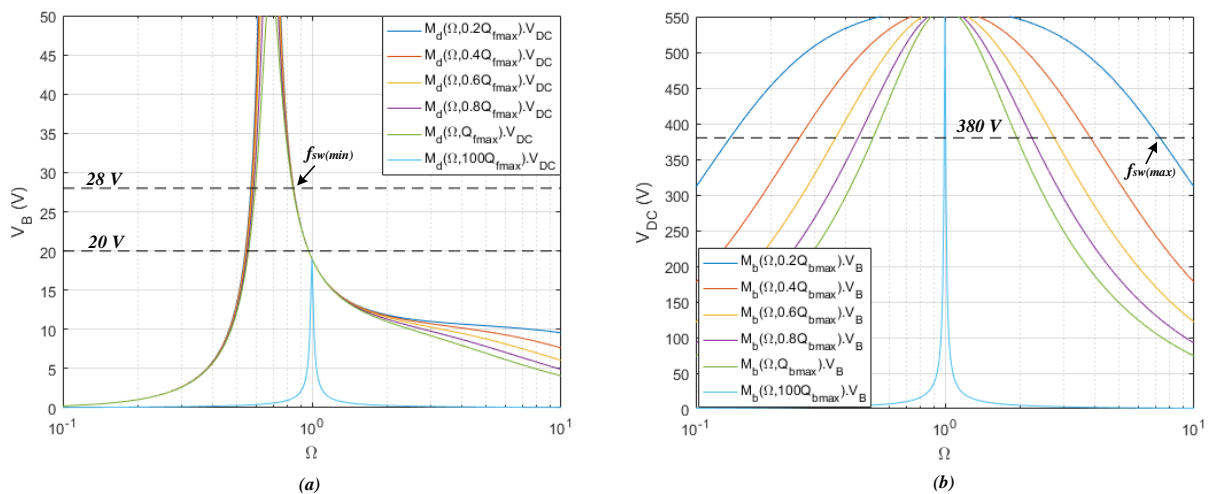 50
45
40
35
30
25
20
15
10
5
0
V_B (V)
M_d(Ω,0.2Q_fmax).V_DC
M_d(Ω,0.4Q_fmax).V_DC
M_d(Ω,0.6Q_fmax).V_DC
M_d(Ω,0.8Q_fmax).V_DC
M_d(Ω,Q_fmax).V_DC
M_d(Ω,100Q_fmax).V_DC
f_sw(min)
28 V
20 V
10^-1 10^0 10^1
Ω
(a)
550
500
450
400
350
300
250
200
150
100
50
0
V_DC (V)
380 V
f_sw(max)
M_b(Ω,0.2Q_bmax).V_B
M_b(Ω,0.4Q_bmax).V_B
M_b(Ω,0.6Q_bmax).V_B
M_b(Ω,0.8Q_bmax).V_B
M_b(Ω,Q_bmax).V_B
M_b(Ω,100Q_bmax).V_B
10^-1 10^0 10^1
Ω
(b)